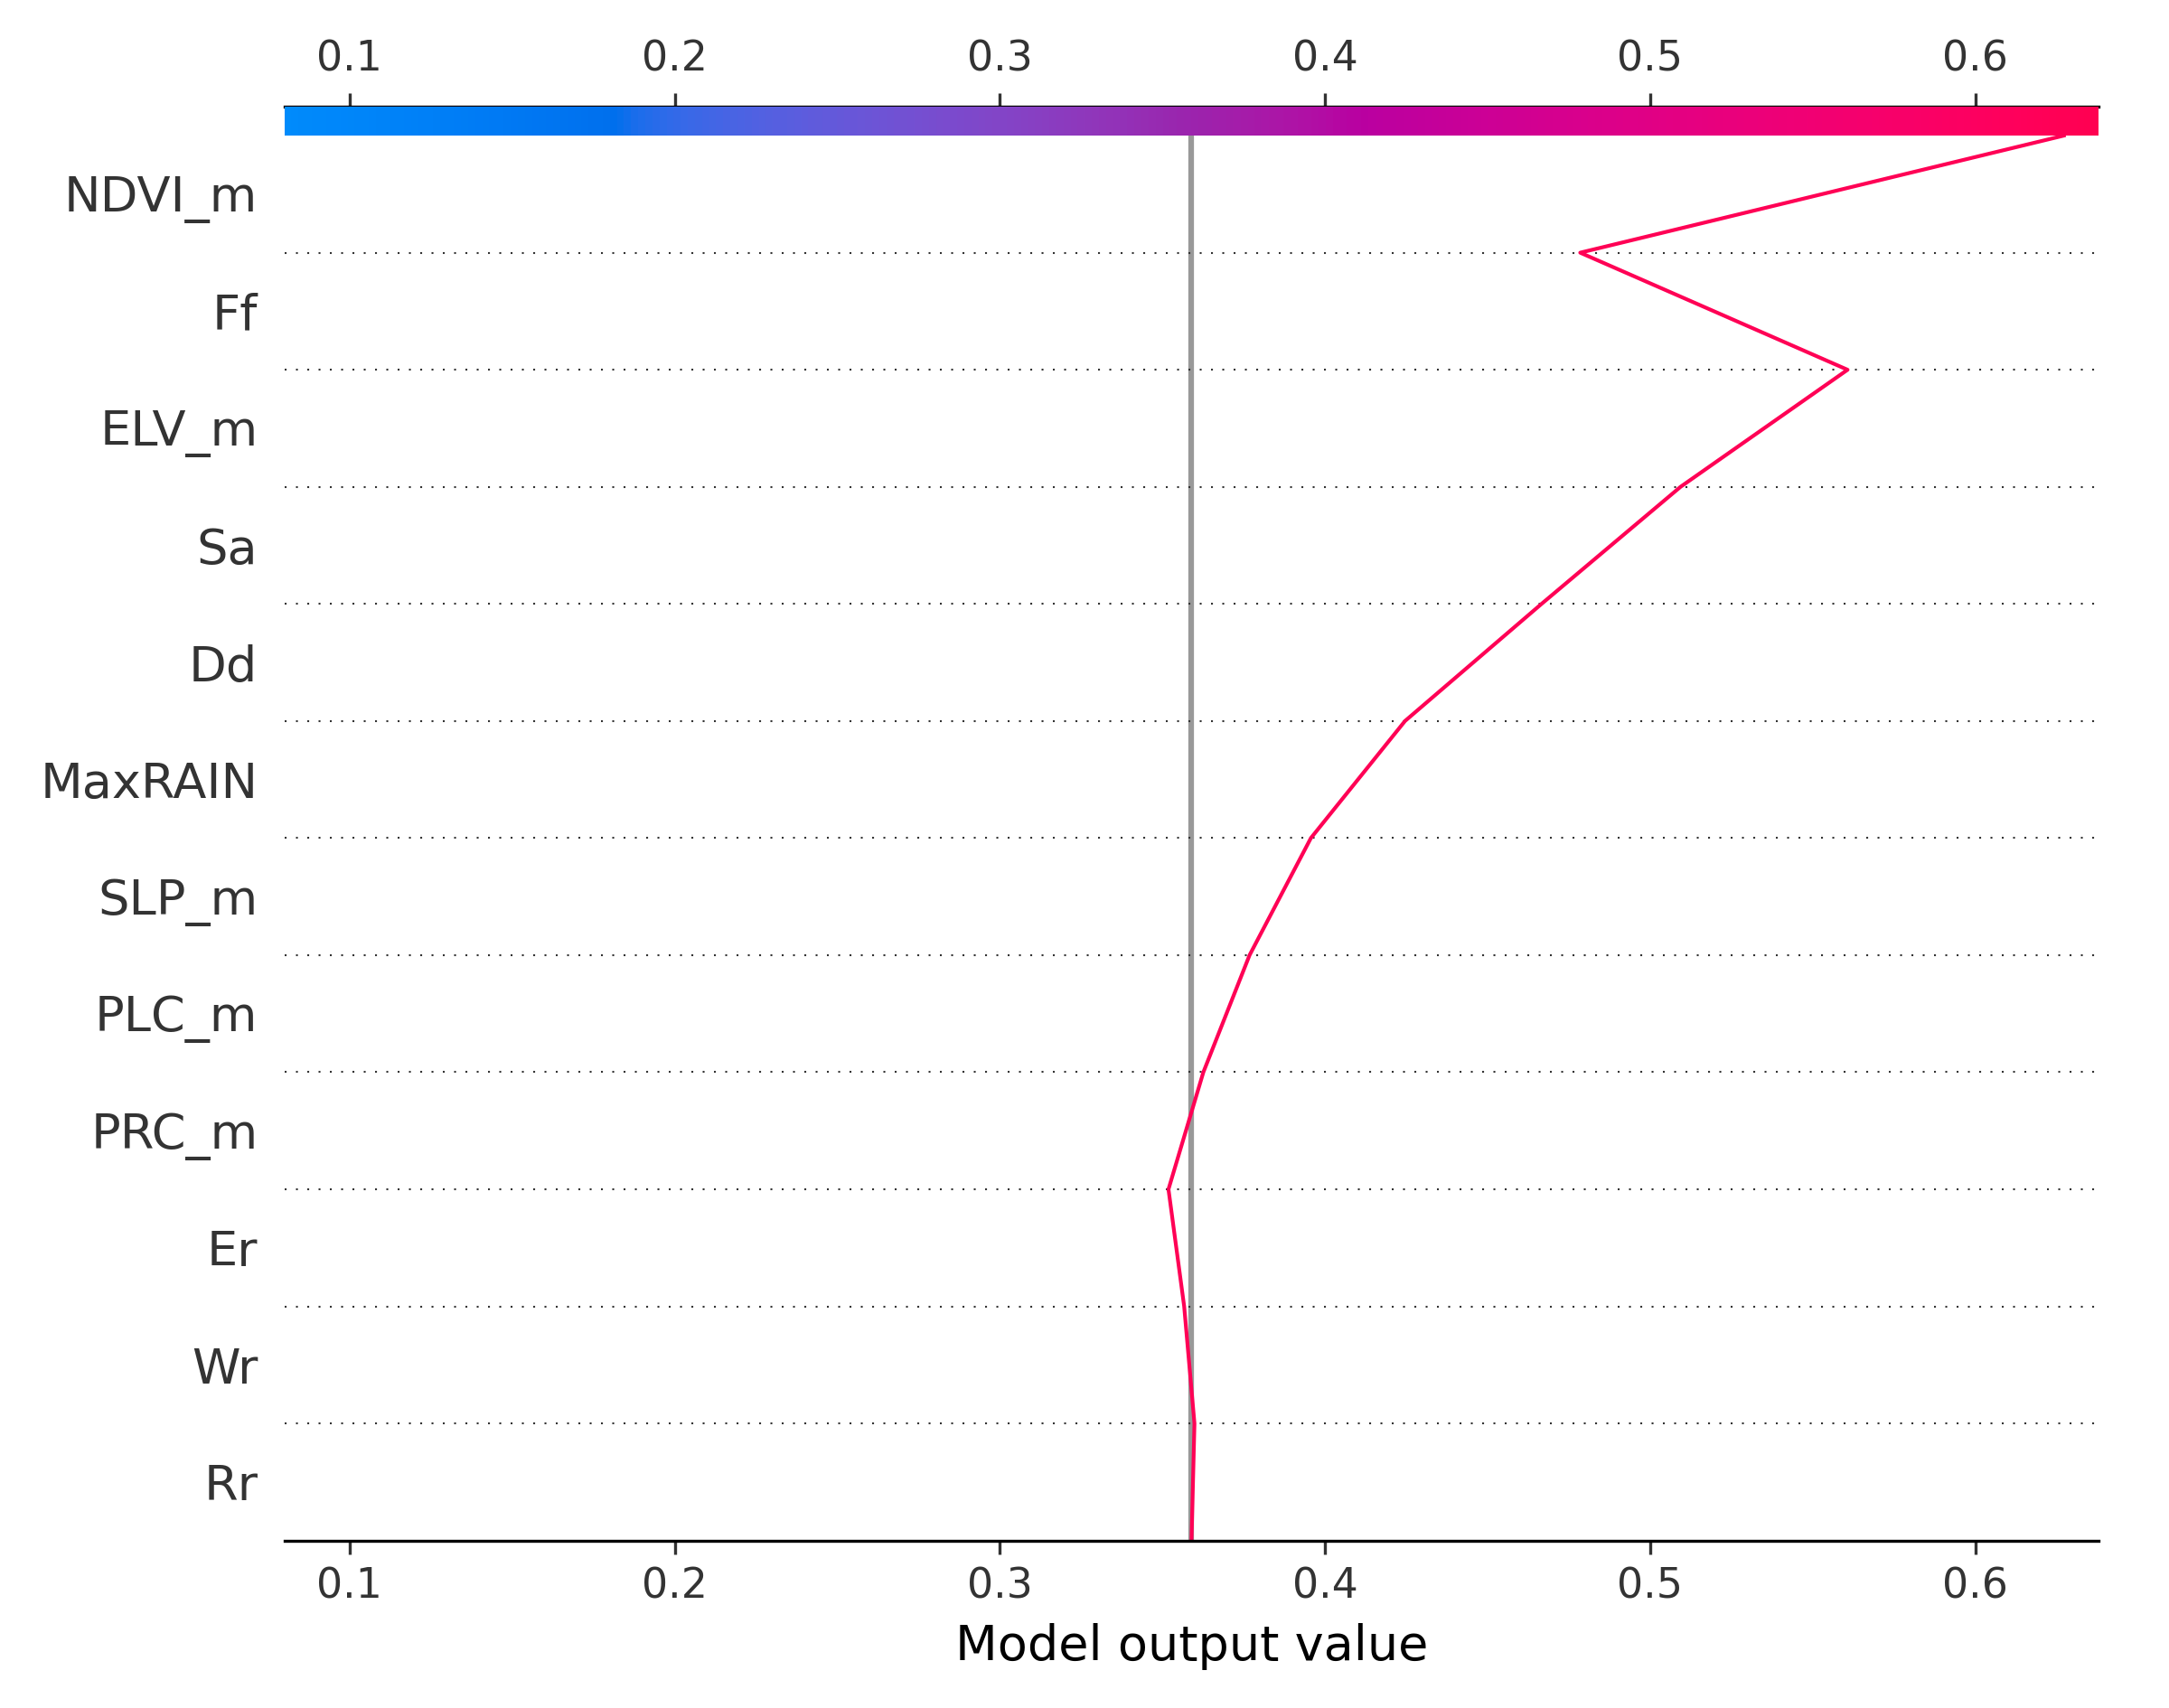 0.1 0.2 0.3 0.4 0.5 0.6
NDVI_m
Ff
ELV_m
Sa
Dd
MaxRAIN
SLP_m
PLC_m
PRC_m
Er
Wr
Rr
0.1 0.2 0.3 0.4 0.5 0.6
Model output value